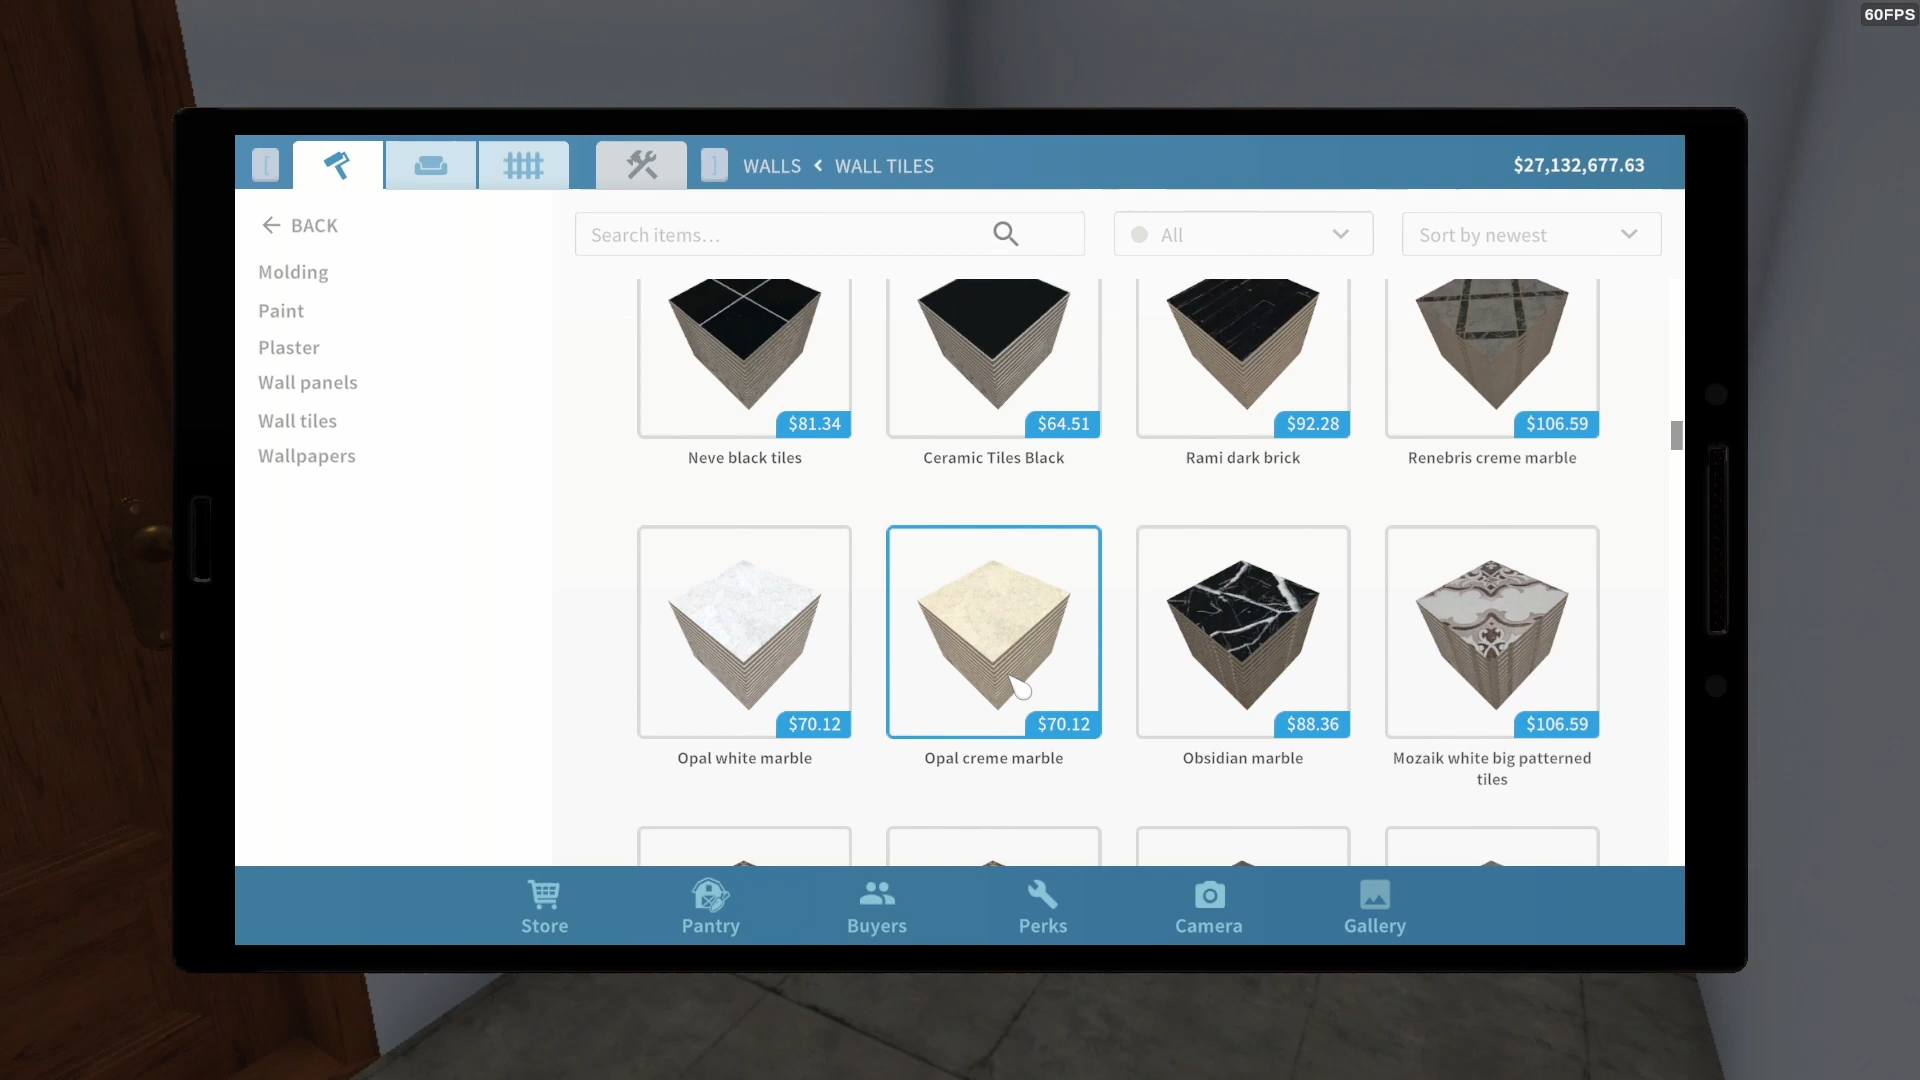 60FPS
[
]
WALLS < WALL TILES
$27,132,677.63
BACK
Search items...
All
Sort by newest
Molding
Paint
Plaster
Wall panels
Wall tiles
Wallpapers
$81.34
$64.51
$92.28
$106.59
Neve black tiles
Ceramic Tiles Black
Rami dark brick
Renebris creme marble
$70.12
$70.12
$88.36
$106.59
Opal white marble
Opal creme marble
Obsidian marble
Mozaik white big patterned
tiles
Store
Pantry
Buyers
Perks
Camera
Gallery